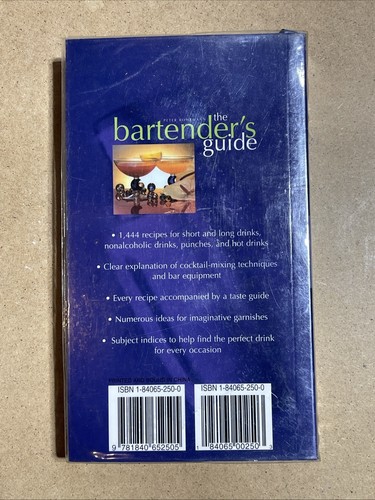 PETER BOHRMANN
the
bartender's
guide
• 1,444 recipes for short and long drinks,
nonalcoholic drinks, punches, and hot drinks
• Clear explanation of cocktail-mixing techniques
and bar equipment
• Every recipe accompanied by a taste guide
• Numerous ideas for imaginative garnishes
• Subject indices to help find the perfect drink
for every occasion
ISBN 1-84065-250-0
9 781840 652505
ISBN 1-84065-250-0
1 84065 00250 3